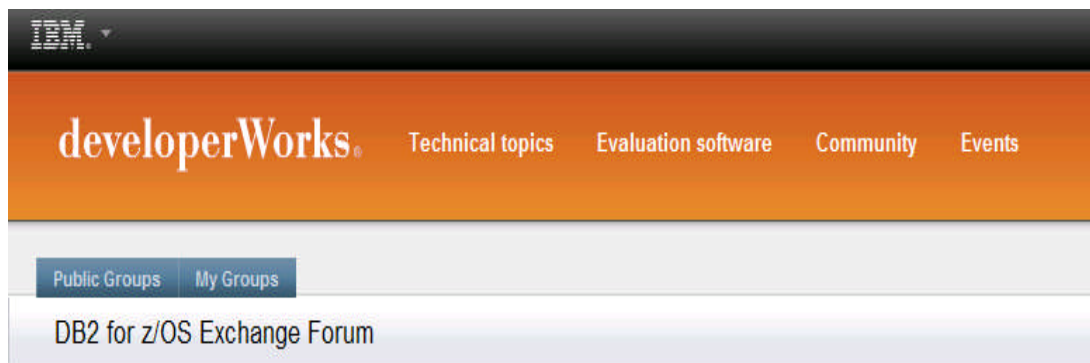 IBM.
developerWorks. Technical topics Evaluation software Community Events
Public Groups My Groups
DB2 for z/OS Exchange Forum